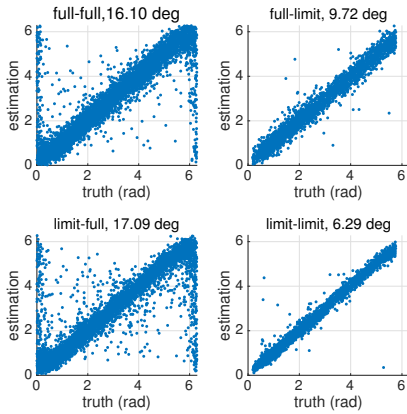 full-full,16.10 deg
estimation
6
4
2
0
0 2 4 6
truth (rad)
full-limit, 9.72 deg
estimation
6
4
2
0
0 2 4 6
truth (rad)
limit-full, 17.09 deg
estimation
6
4
2
0
0 2 4 6
truth (rad)
limit-limit, 6.29 deg
estimation
6
4
2
0
0 2 4 6
truth (rad)